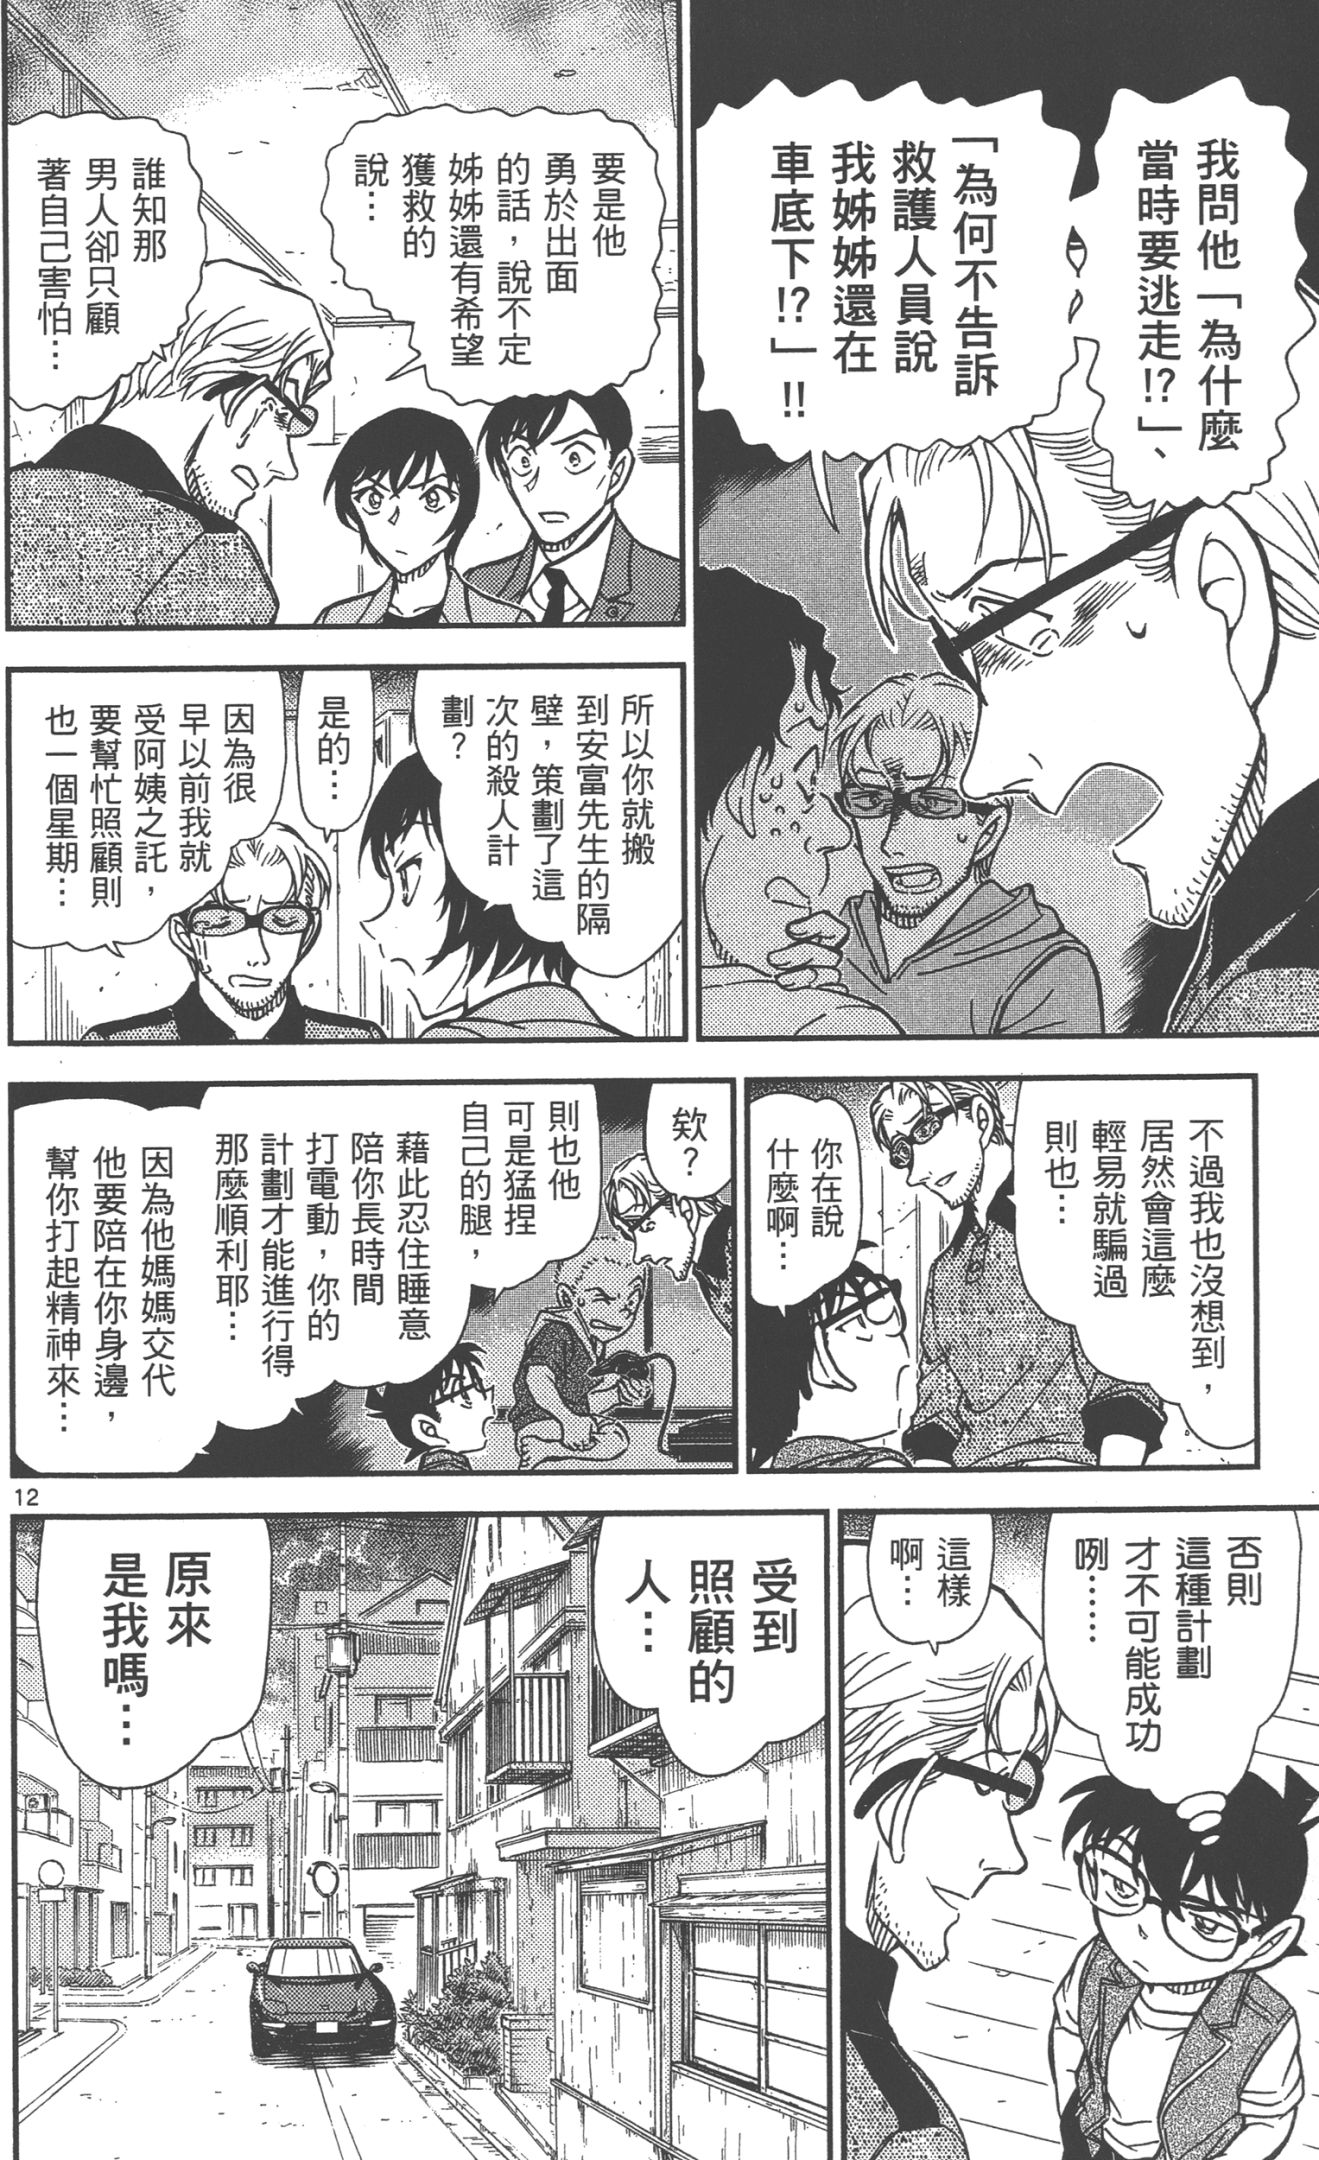 我問他「為什麼
當時要逃走!?」、
「為何不告訴
救護人員說
我姊姊還在
車底下!?」!!
要是他
勇於出面
的話，說不定
姊姊還有希望
獲救的
說…
誰知那
男人卻只顧
著自己害怕…
所以你就搬
到安富先生的隔
壁，策劃了這
次的殺人計
劃？
是的…
因為很
早以前我就
受阿姨之託，
要幫忙照顧則
也一個星期…
不過我也沒想到，
居然會這麼
輕易就騙過
則也…
你在說
什麼啊…
欸？
則也他
可是猛捏
自己的腿，
藉此忍住睡意
陪你長時間
打電動，你的
計劃才能進行得
那麼順利耶…
因為他媽媽交代
他要陪在你身邊，
幫你打起精神來…
否則
這種計劃
才不可能成功
咧……
這樣
啊…
受到
照顧的
人…
原來
是我嗎…
12